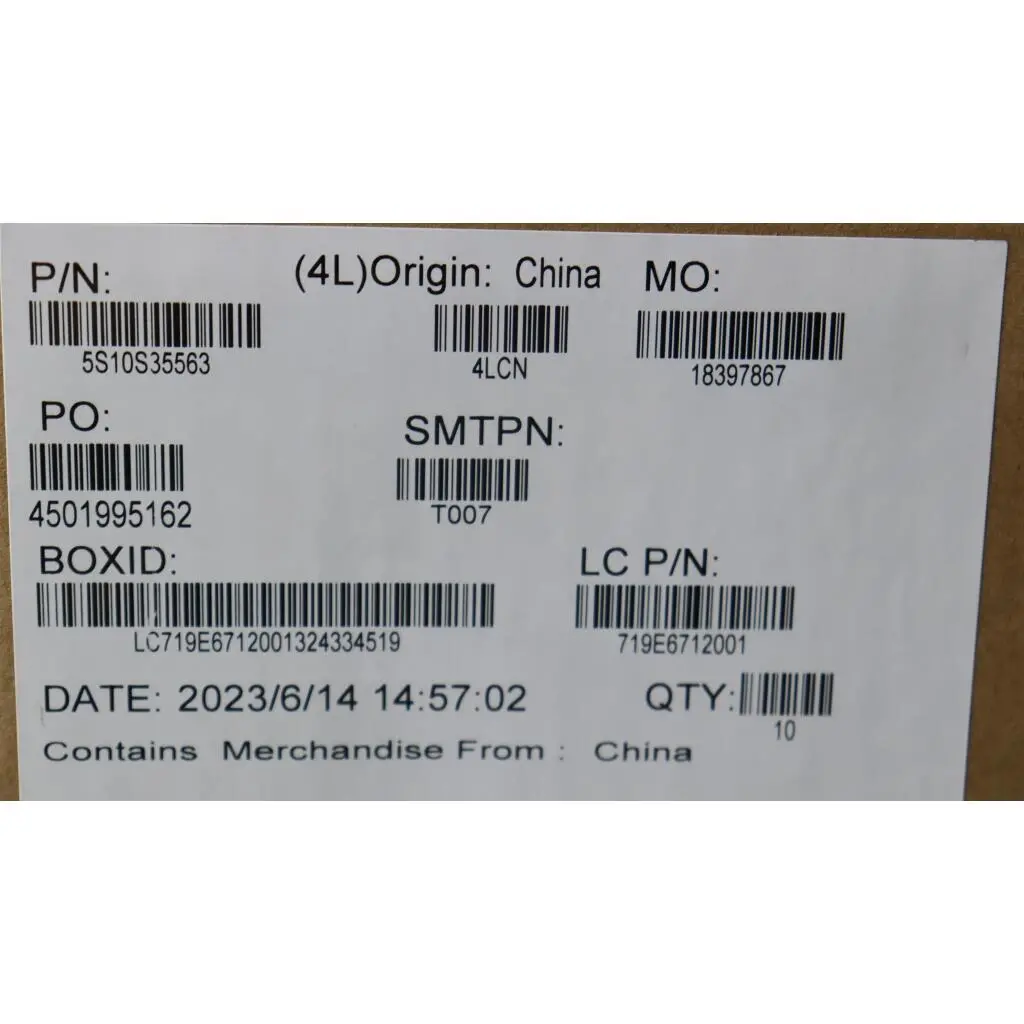 P/N: (4L)Origin: China MO:
5S10S35563 4LCN 18397867
PO: SMTPN:
4501995162 T007
BOXID: LC P/N:
LC719E6712001324334519 719E6712001
DATE: 2023/6/14 14:57:02 QTY:
10
Contains Merchandise From : China